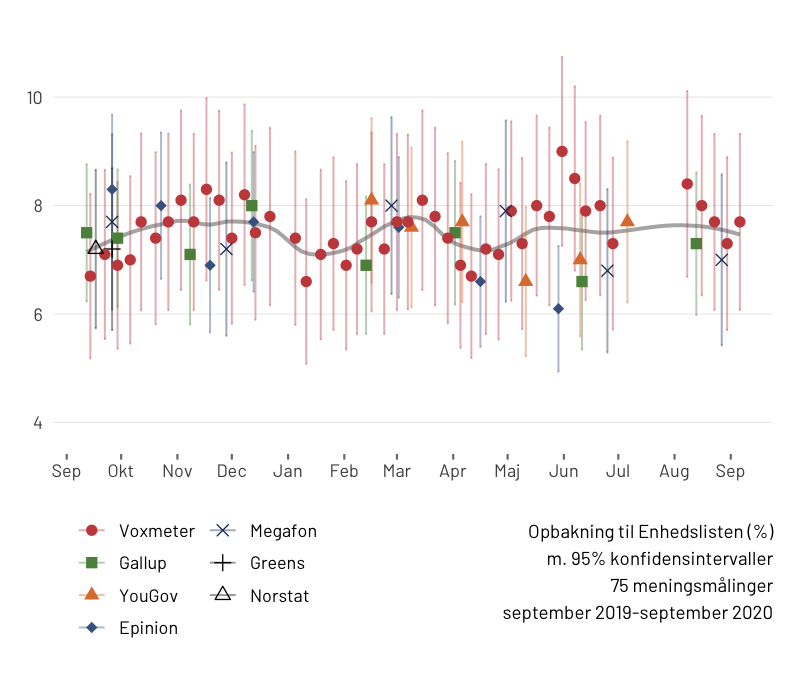 10
8
6
4
Sep Okt Nov Dec Jan Feb Mar Apr Maj Jun Jul Aug Sep
Voxmeter Megafon
Gallup Greens
YouGov Norstat
Epinion
Opbakning til Enhedslisten (%)
m. 95% konfidensintervaller
75 meningsmålinger
september 2019-september 2020